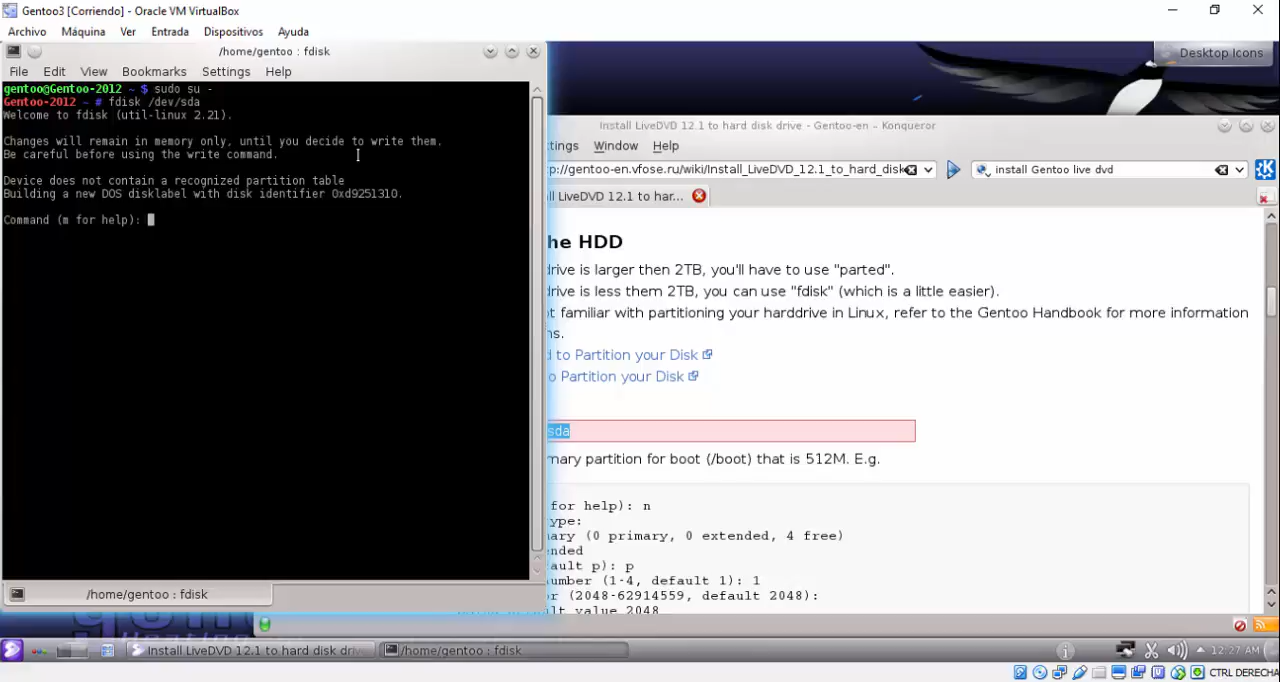 Gentoo3 [Corriendo] - Oracle VM VirtualBox
Archivo Máquina Ver Entrada Dispositivos Ayuda
/home/gentoo : fdisk
File Edit View Bookmarks Settings Help
gentoo@Gentoo-2012 ~ $ sudo su -
Gentoo-2012 ~ # fdisk /dev/sda
Welcome to fdisk (util-linux 2.21).
Changes will remain in memory only, until you decide to write them.
Be careful before using the write command.
Device does not contain a recognized partition table
Building a new DOS disklabel with disk identifier 0xd9251310.
Command (m for help):
/home/gentoo : fdisk
Desktop Icons
Install LiveDVD 12.1 to hard disk drive - Gentoo-en – Konqueror
ttings Window Help
p://gentoo-en.vfose.ru/wiki/Install_LiveDVD_12.1_to_hard_disk install Gentoo live dvd
ll LiveDVD 12.1 to har...
he HDD
drive is larger then 2TB, you'll have to use "parted".
drive is less them 2TB, you can use "fdisk" (which is a little easier).
t familiar with partitioning your harddrive in Linux, refer to the Gentoo Handbook for more information
ns.
d to Partition your Disk
o Partition your Disk
sda
mary partition for boot (/boot) that is 512M. E.g.
for help): n
ype:
ary (0 primary, 0 extended, 4 free)
nded
default p): p
umber (1-4, default 1): 1
or (2048-62914559, default 2048):
ult value 2048
Install LiveDVD 12.1 to hard disk driv /home/gentoo : fdisk 12:27 AM
CTRL DERECHA